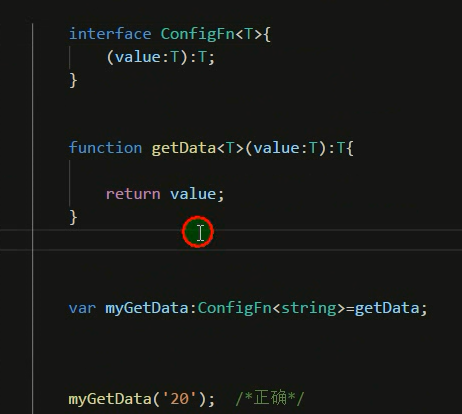 interface ConfigFn<T>{
(value:T):T;
}
function getData<T>(value:T):T{
return value;
}
var myGetData:ConfigFn<string>=getData;
myGetData('20'); /*正确*/